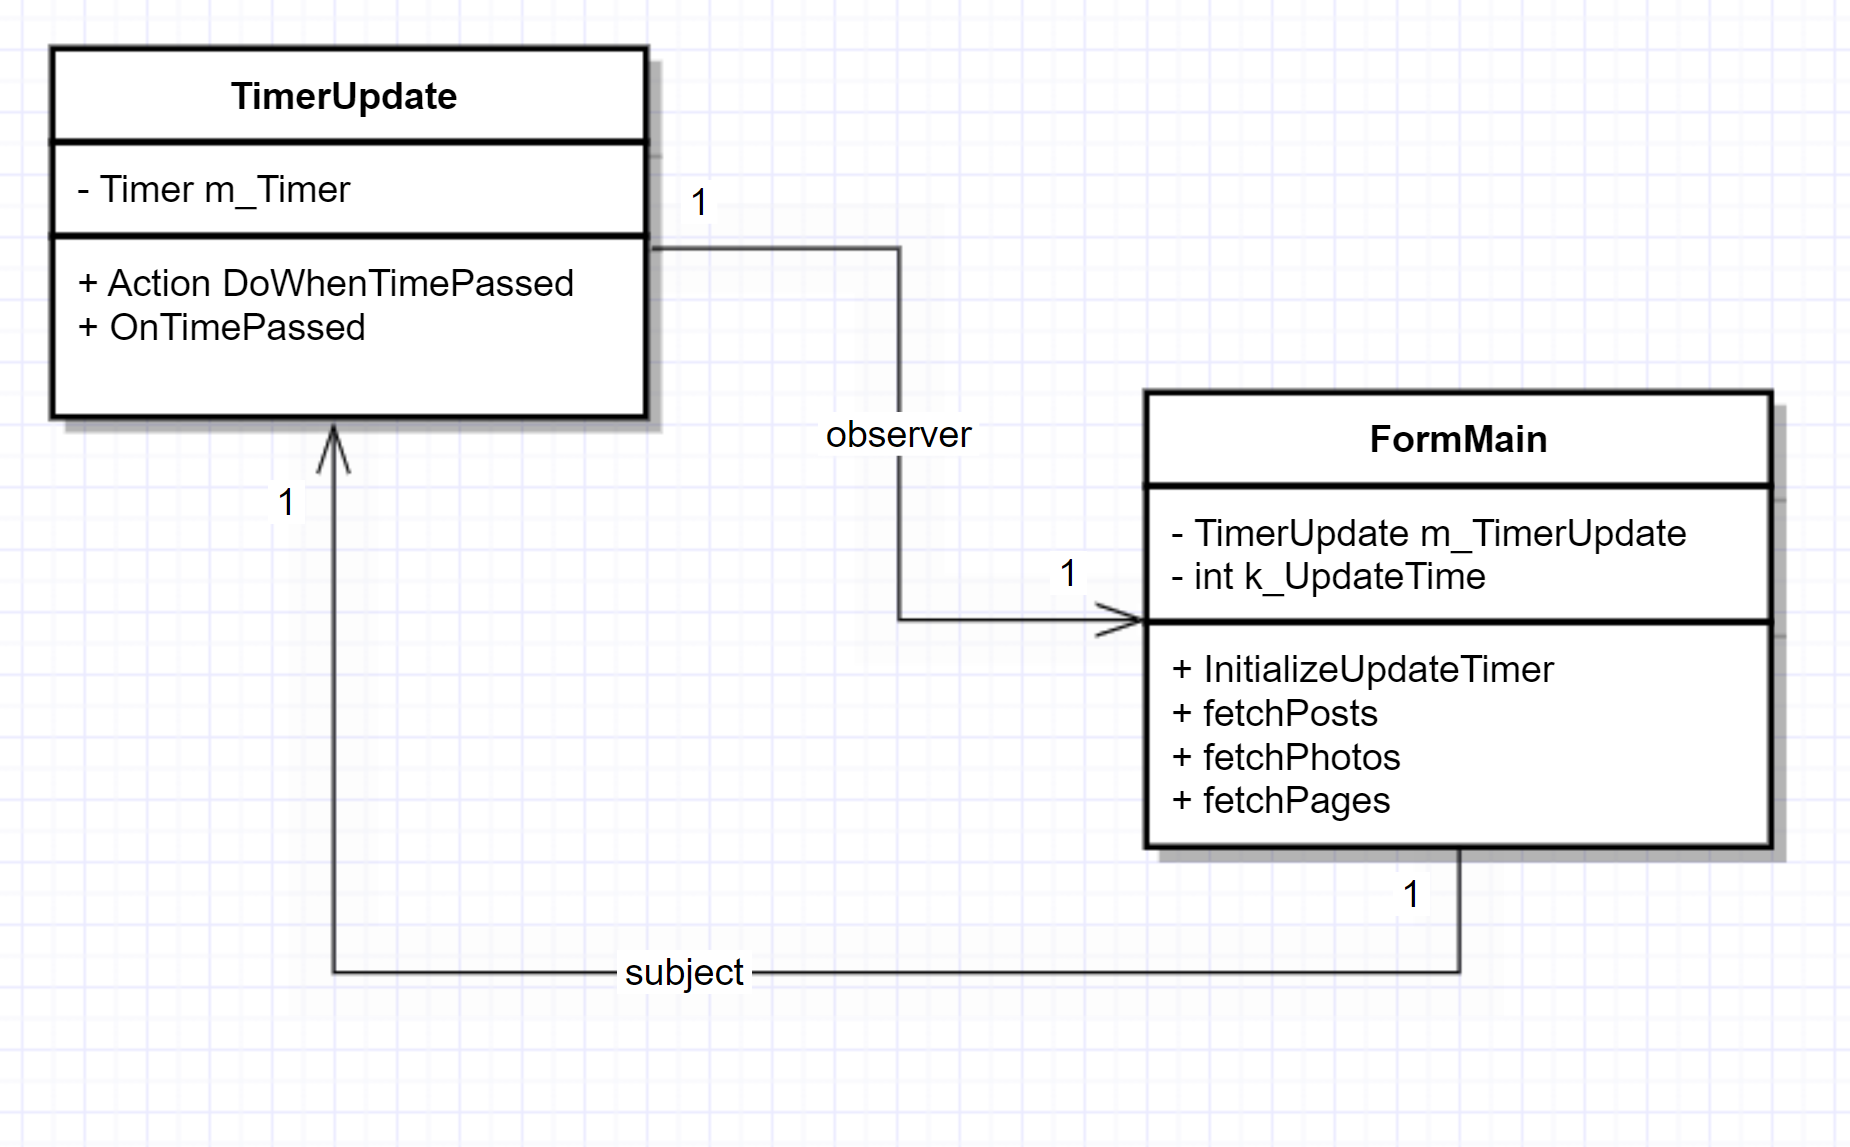 TimerUpdate
- Timer m_Timer
+ Action DoWhenTimePassed
+ OnTimePassed
1
observer
1
1
FormMain
- TimerUpdate m_TimerUpdate
- int k_UpdateTime
+ InitializeUpdateTimer
+ fetchPosts
+ fetchPhotos
+ fetchPages
1
subject